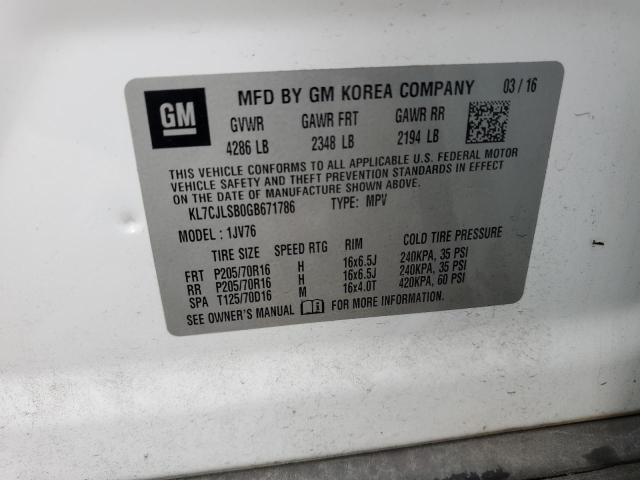 GM
MFD BY GM KOREA COMPANY 03 / 16
GVWR GAWR FRT GAWR RR
4286 LB 2348 LB 2194 LB
THIS VEHICLE CONFORMS TO ALL APPLICABLE U.S. FEDERAL MOTOR
VEHICLE SAFETY AND THEFT PREVENTION STANDARDS IN EFFECT
ON THE DATE OF MANUFACTURE SHOWN ABOVE.
KL7CJLSB0GB671786 TYPE: MPV
MODEL : 1JV76
TIRE SIZE SPEED RTG RIM COLD TIRE PRESSURE
FRT P205/70R16 H 16x6.5J 240KPA, 35 PSI
RR P205/70R16 H 16x6.5J 240KPA, 35 PSI
SPA T125/70D16 M 16x4.0T 420KPA, 60 PSI
SEE OWNER'S MANUAL FOR MORE INFORMATION.